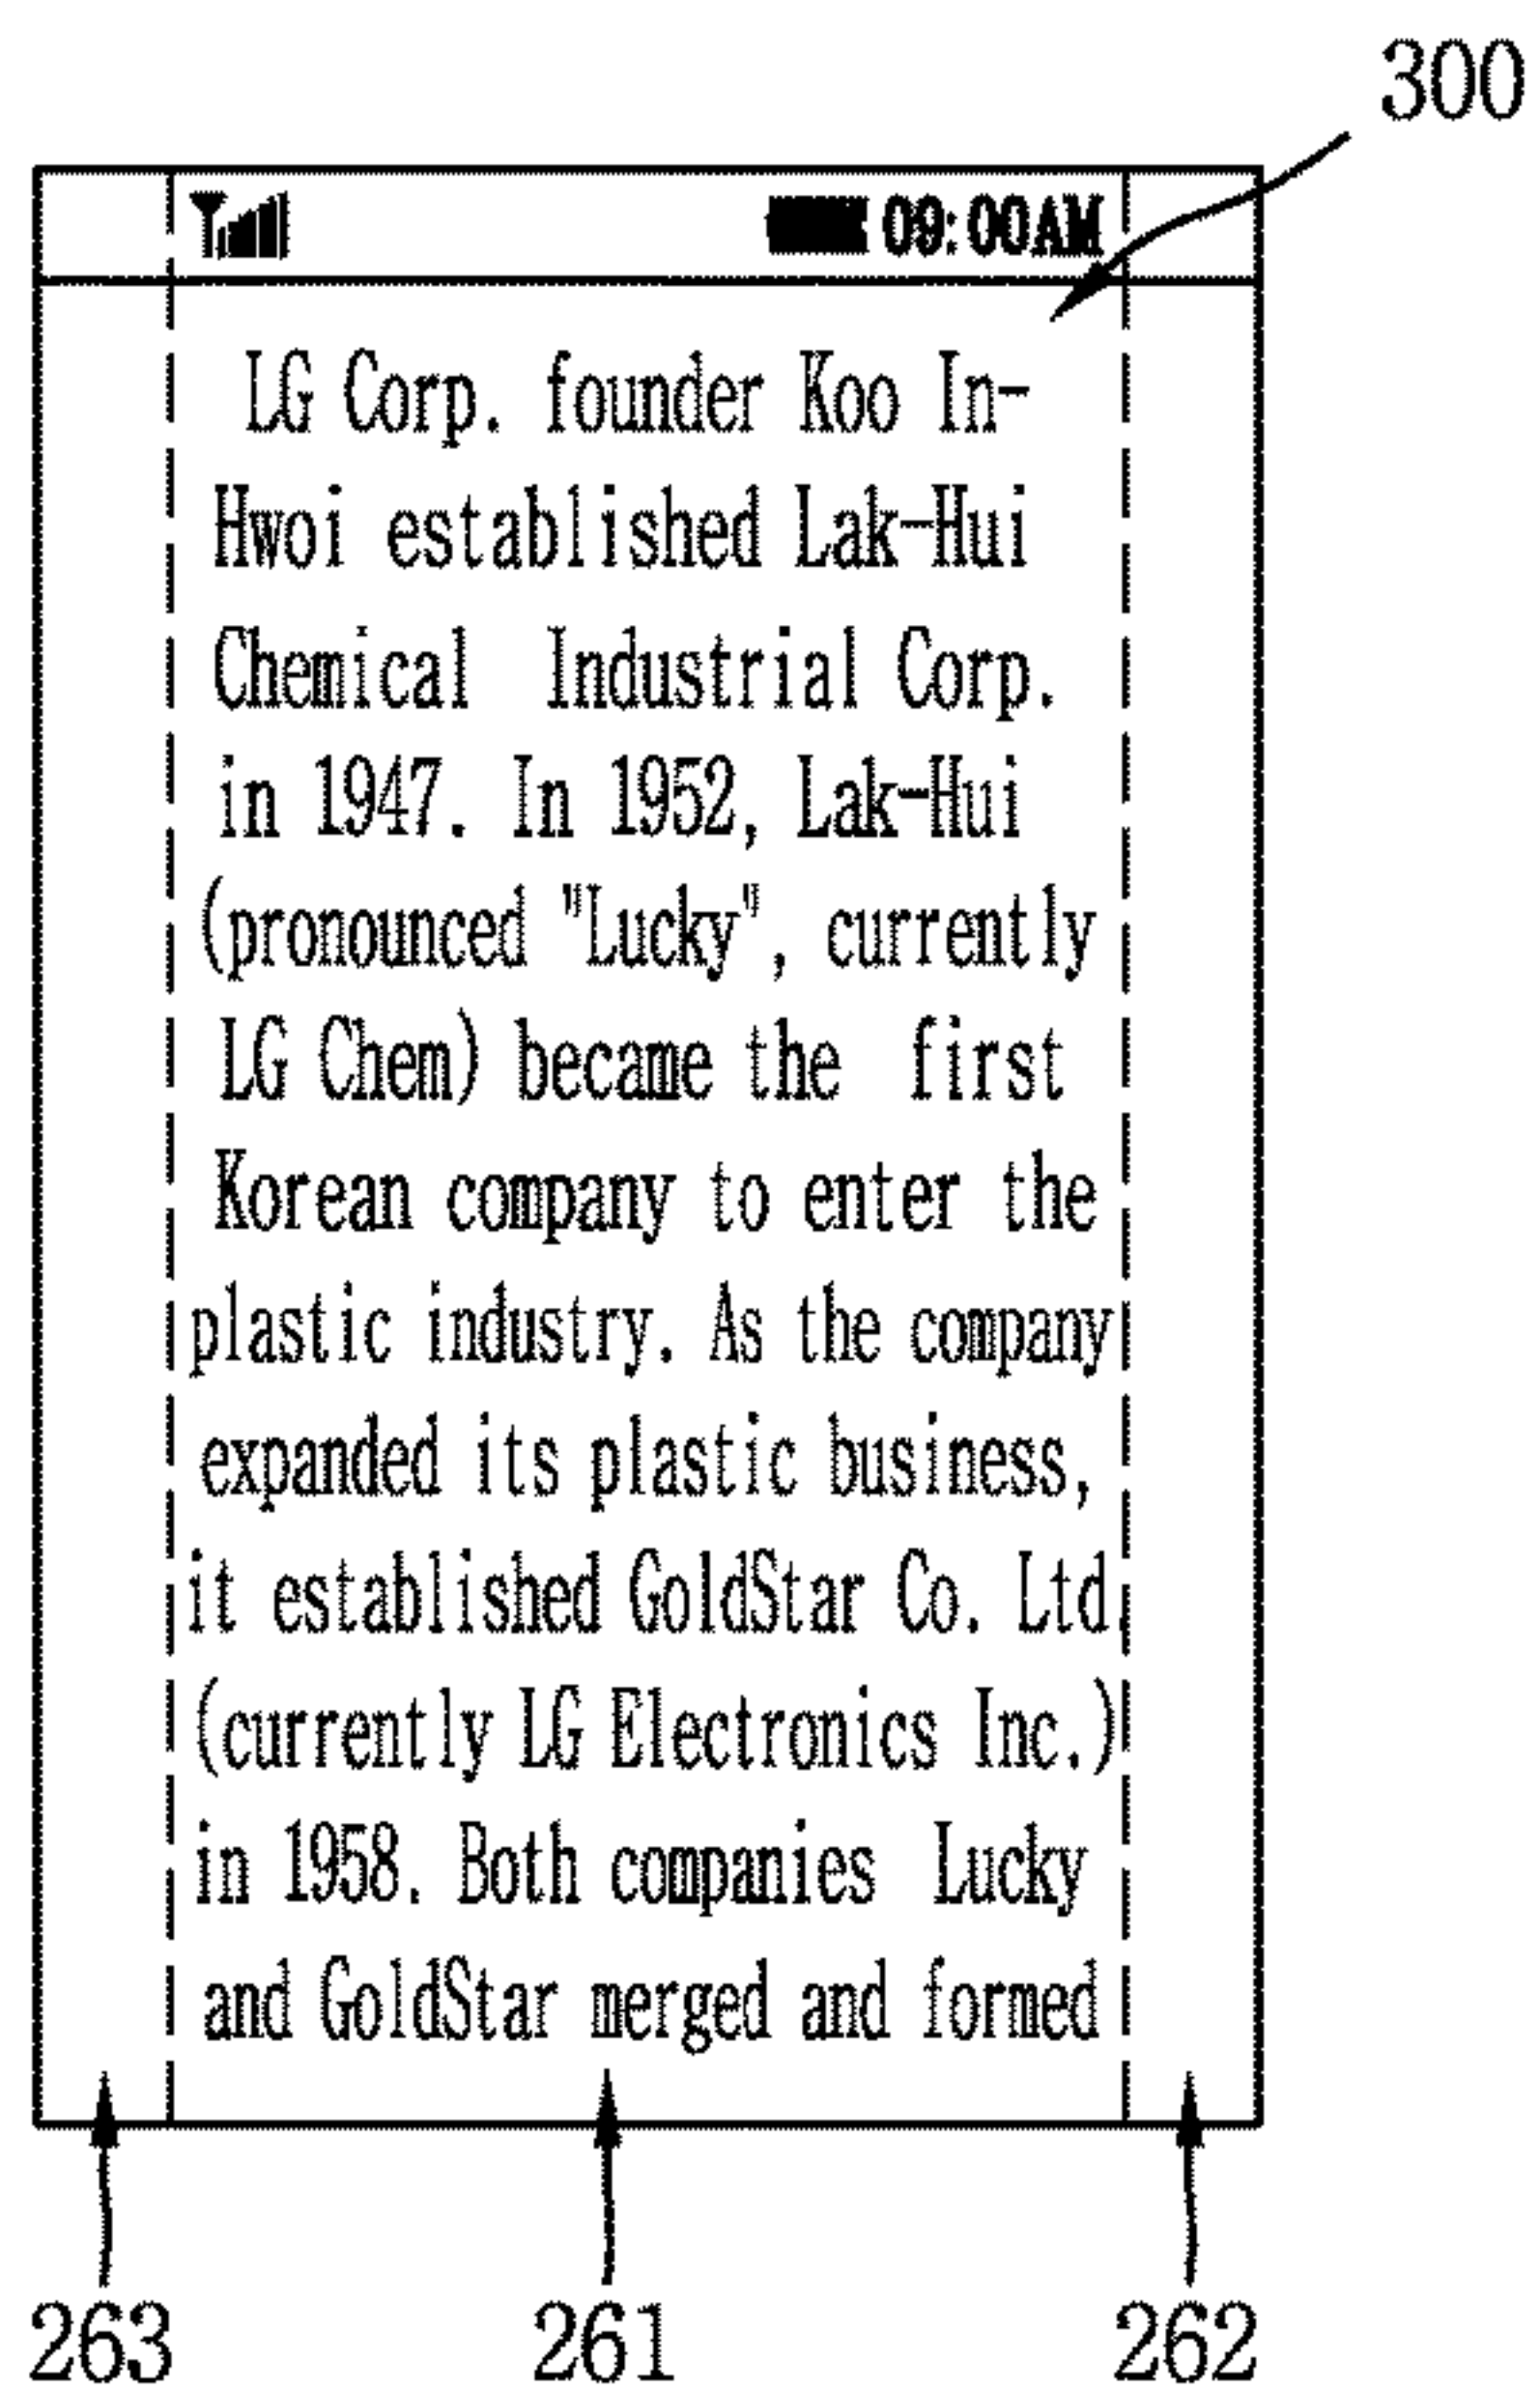 300
09:00AM
LG Corp. founder Koo In-
Hwoi established Lak-Hui
Chemical Industrial Corp.
in 1947. In 1952, Lak-Hui
(pronounced "Lucky", currently
LG Chem) became the first
Korean company to enter the
plastic industry. As the company
expanded its plastic business,
it established GoldStar Co. Ltd.
(currently LG Electronics Inc.)
in 1958. Both companies Lucky
and GoldStar merged and formed
263 261 262